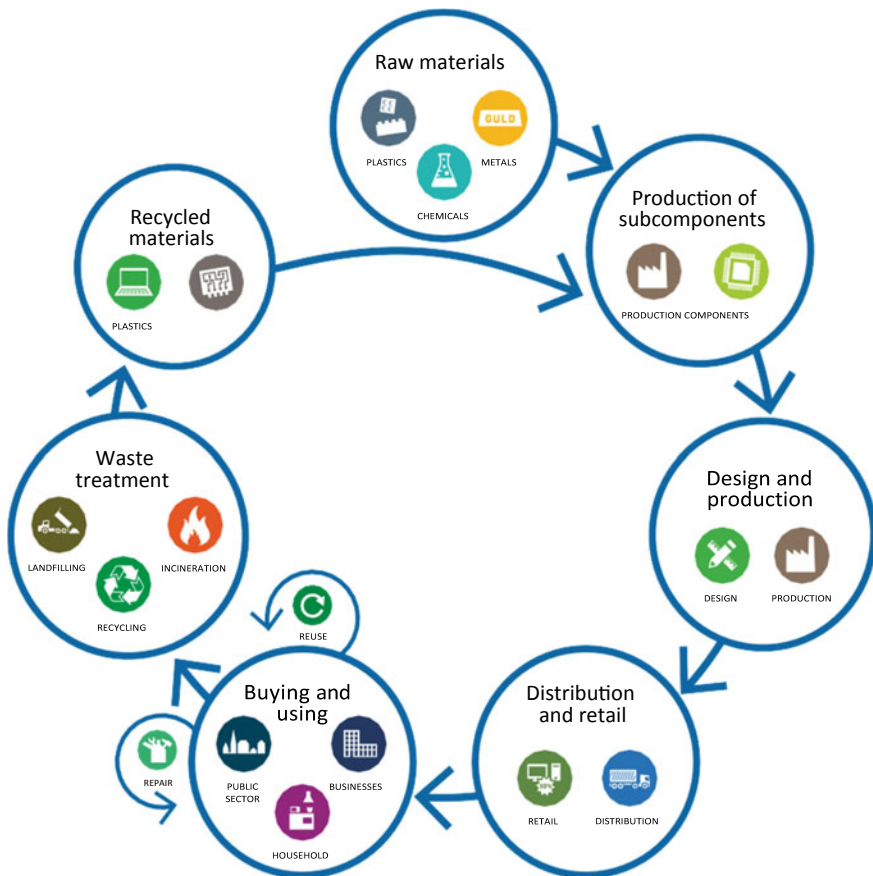 Raw materials
GULD
PLASTICS
METALS
CHEMICALS
Production of
subcomponents
PRODUCTION COMPONENTS
Design and
production
DESIGN
PRODUCTION
Distribution
and retail
RETAIL
DISTRIBUTION
Buying and
using
PUBLIC
SECTOR
BUSINESSES
HOUSEHOLD
REUSE
REPAIR
Waste
treatment
LANDFILLING
INCINERATION
RECYCLING
Recycled
materials
PLASTICS